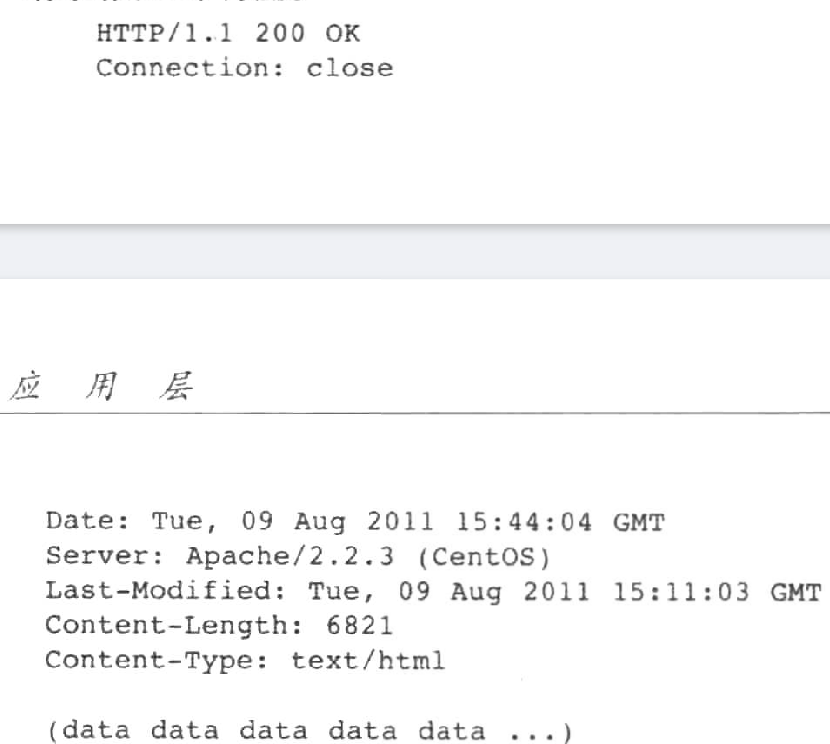 HTTP/1.1 200 OK
Connection: close
应 用 层
Date: Tue, 09 Aug 2011 15:44:04 GMT
Server: Apache/2.2.3 (CentOS)
Last-Modified: Tue, 09 Aug 2011 15:11:03 GMT
Content-Length: 6821
Content-Type: text/html
(data data data data data ...)